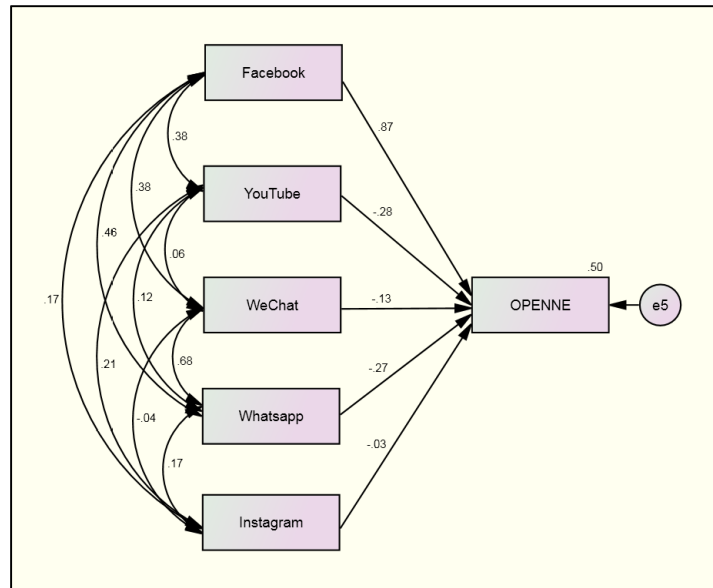 Facebook
.87
.38
YouTube
.38
-.28
.46
.06
WeChat
-.13
.50
OPENNE
e5
.17
.12
.21
.68
-.04
Whatsapp
-.27
.17
-.03
Instagram